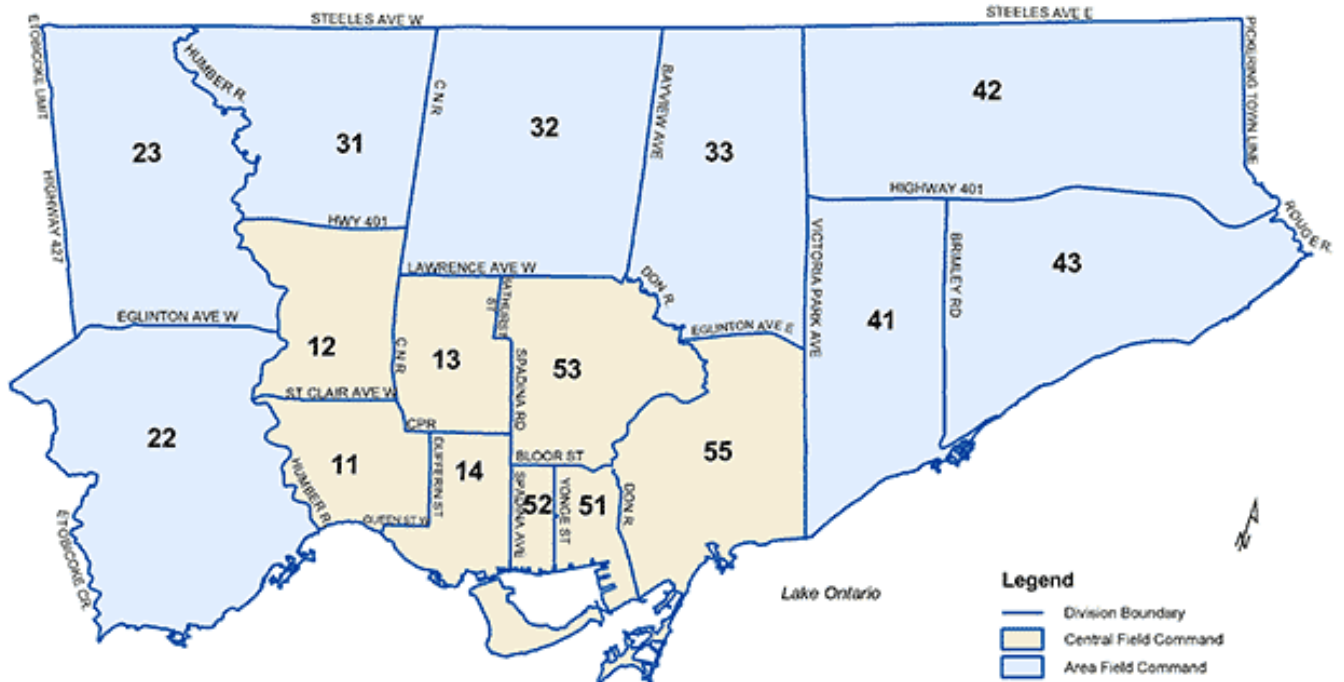 STEELES AVE W
STEELES AVE E
ETOBICOKE LIMIT
HUMBER R.
C N R
BAYVIEW AVE
PICKERING TOWN LINE
42
32
31
33
23
HIGHWAY 427
HIGHWAY 401
HWY 401
ROUGE R.
VICTORIA PARK AVE
BRIMLEY RD
43
LAWRENCE AVE W
BATHURST ST
DON R.
EGLINTON AVE W
EGLINTON AVE E
41
12
C N R
13
SPADINA RD
53
ST CLAIR AVE W
CPR
22
11
HUMBER R.
DUFFERIN ST
14
BLOOR ST
55
SPADINA AVE
52
YONGE ST
51
DON R.
QUEEN ST W
ETOBICOKE CR.
N
Lake Ontario
Legend
Division Boundary
Central Field Command
Area Field Command